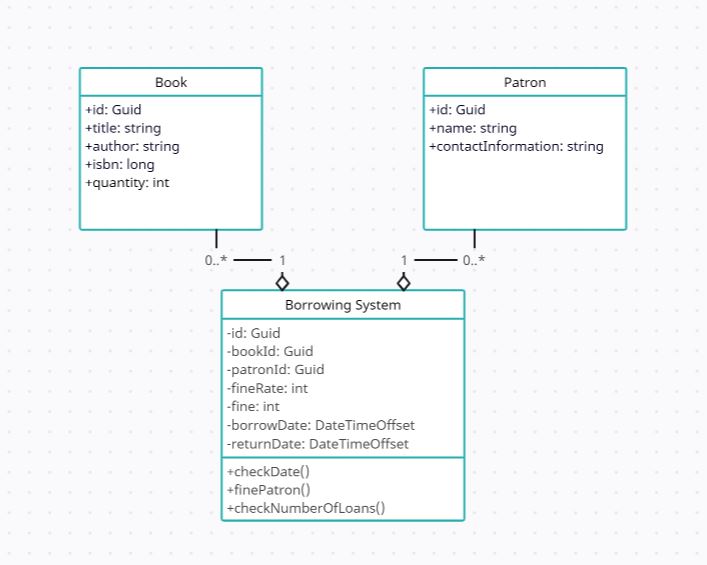 Book
+id: Guid
+title: string
+author: string
+isbn: long
+quantity: int
Patron
+id: Guid
+name: string
+contactInformation: string
0..* 1
1 0..*
Borrowing System
-id: Guid
-bookId: Guid
-patronId: Guid
-fineRate: int
-fine: int
-borrowDate: DateTimeOffset
-returnDate: DateTimeOffset
+checkDate()
+finePatron()
+checkNumberOfLoans()